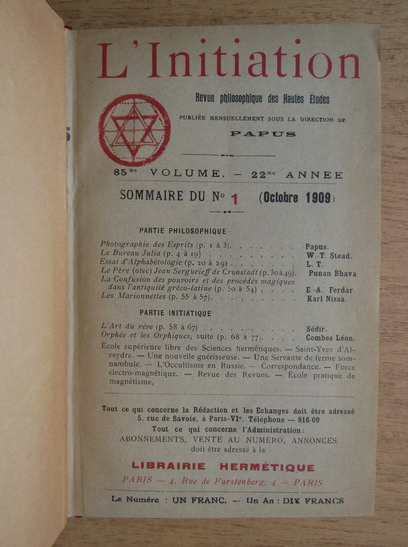 L'Initiation
Revue philosophique des Hautes Études
PUBLIÉE MENSUELLEMENT SOUS LA DIRECTION DE
PAPUS
85me VOLUME. — 22me ANNÉE
SOMMAIRE DU No 1 (Octobre 1909)
PARTIE PHILOSOPHIQUE
Photographie des Esprits (p. 1 à 3). . . . . . . . Papus.
Le Bureau Julia (p. 4 à 19) . . . . . . . . . . . W.-T. Stead.
Essai d'Alphabétologie (p. 20 à 29) . . . . . . . L. T.
Le Père (otec) Jean Sergueieff de Cronstadt (p. 30 à 49). Punan Bhava
La Confusion des pouvoirs et des procédés magiques
dans l'antiquité gréco-latine (p. 50 à 54) . . . . E.-A. Ferdar.
Les Marionnettes (p. 55 à 57). . . . . . . . . . Karl Nissa.
PARTIE INITIATIQUE
L'Art du rêve (p. 58 à 67) . . . . . . . . . . . Sédir.
Orphée et les Orphiques, suite (p. 68 à 77). . . . Combes Léon.
École supérieure libre des Sciences hermétiques. — Saint-Yves d'Al-
veydre. — Une nouvelle guérisseuse. — Une Servante de ferme som-
nambule. — L'Occultisme en Russie. — Correspondance. — Force
électro-magnétique. — Revue des Revues. — École pratique de
magnétisme.
Tout ce qui concerne la Rédaction et les Échanges doit être adressé
5, rue de Savoie, à Paris-VIe. Téléphone — 816-09
Tout ce qui concerne l'Administration:
ABONNEMENTS, VENTE AU NUMÉRO, ANNONCES
doit être adressé à la
LIBRAIRIE HERMÉTIQUE
PARIS — 4, Rue de Furstenberg, 4 — PARIS
Le Numéro : UN FRANC. — Un An : DIX FRANCS